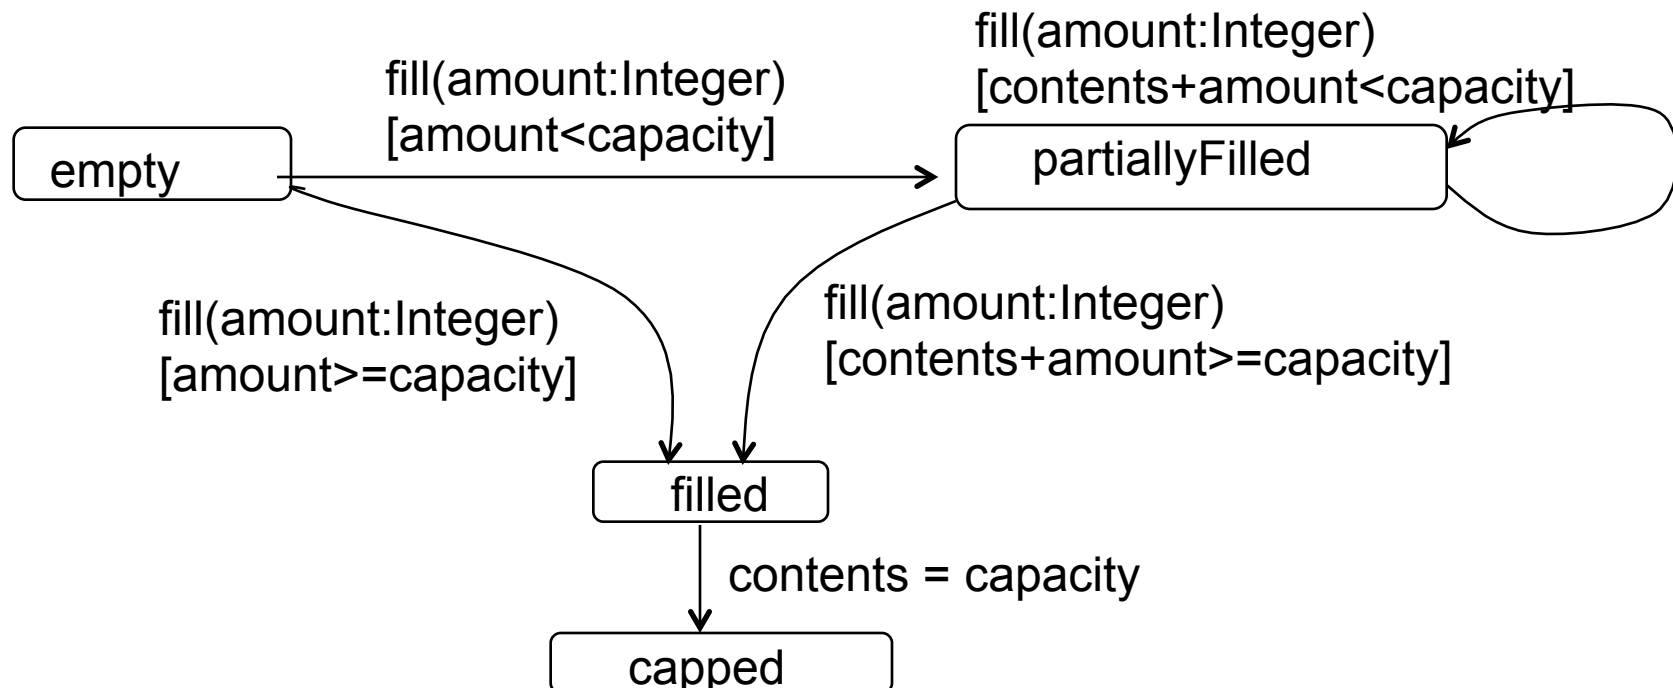 fill(amount:Integer)
[contents+amount<capacity]
fill(amount:Integer)
[amount<capacity]
empty
partiallyFilled
fill(amount:Integer)
[contents+amount>=capacity]
fill(amount:Integer)
[amount>=capacity]
filled
contents = capacity
capped